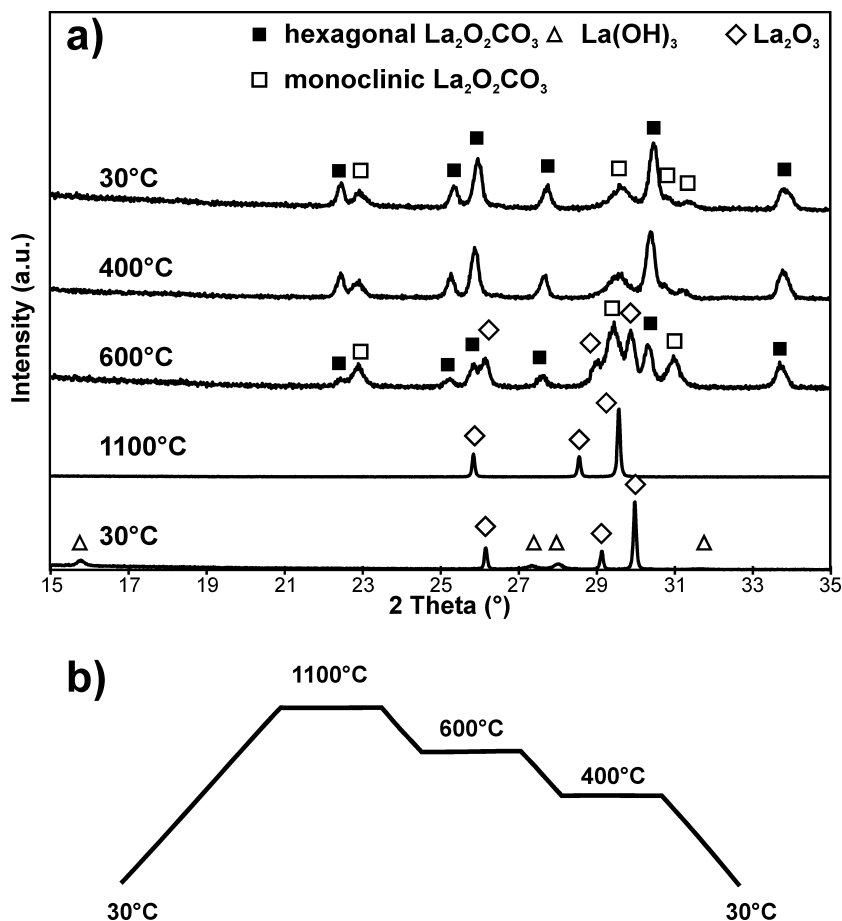 a)
■ hexagonal La₂O₂CO₃ △ La(OH)₃ ◇ La₂O₃
□ monoclinic La₂O₂CO₃
30°C
400°C
600°C
1100°C
30°C
Intensity (a.u.)
15 17 19 21 23 25 27 29 31 33 35
2 Theta (°)
b)
1100°C
600°C
400°C
30°C
30°C